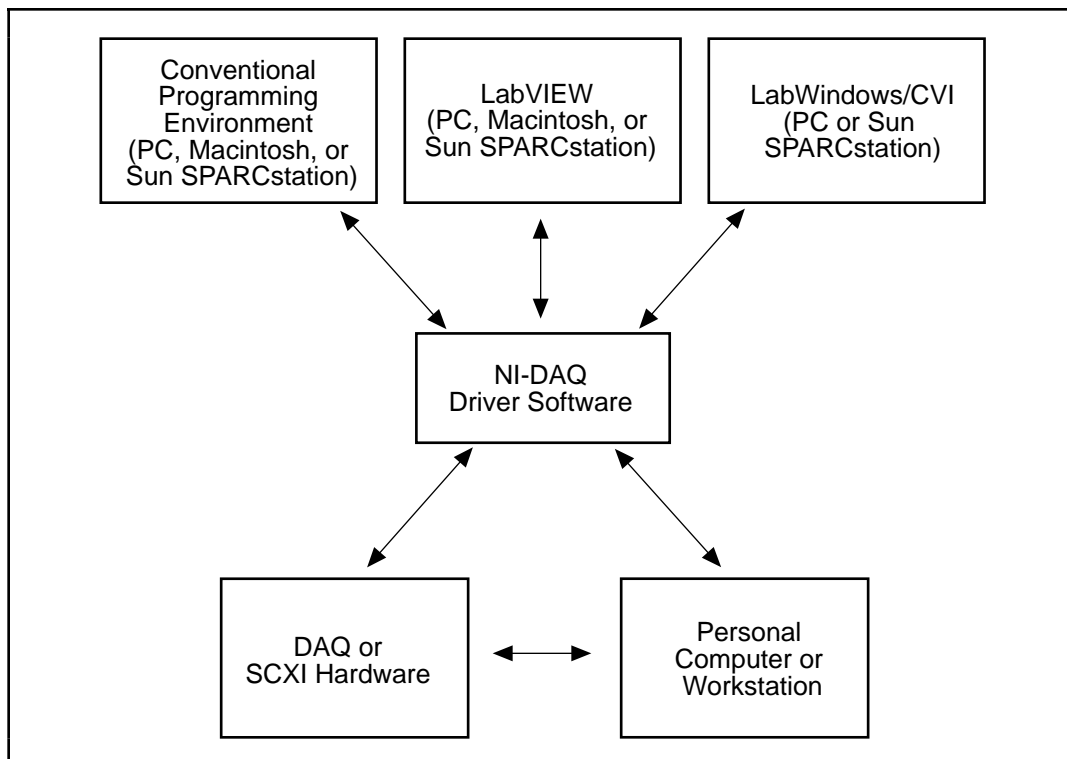 Conventional
Programming
Environment
(PC, Macintosh, or
Sun SPARCstation)
LabVIEW
(PC, Macintosh, or
Sun SPARCstation)
LabWindows/CVI
(PC or Sun
SPARCstation)
NI-DAQ
Driver Software
DAQ or
SCXI Hardware
Personal
Computer or
Workstation